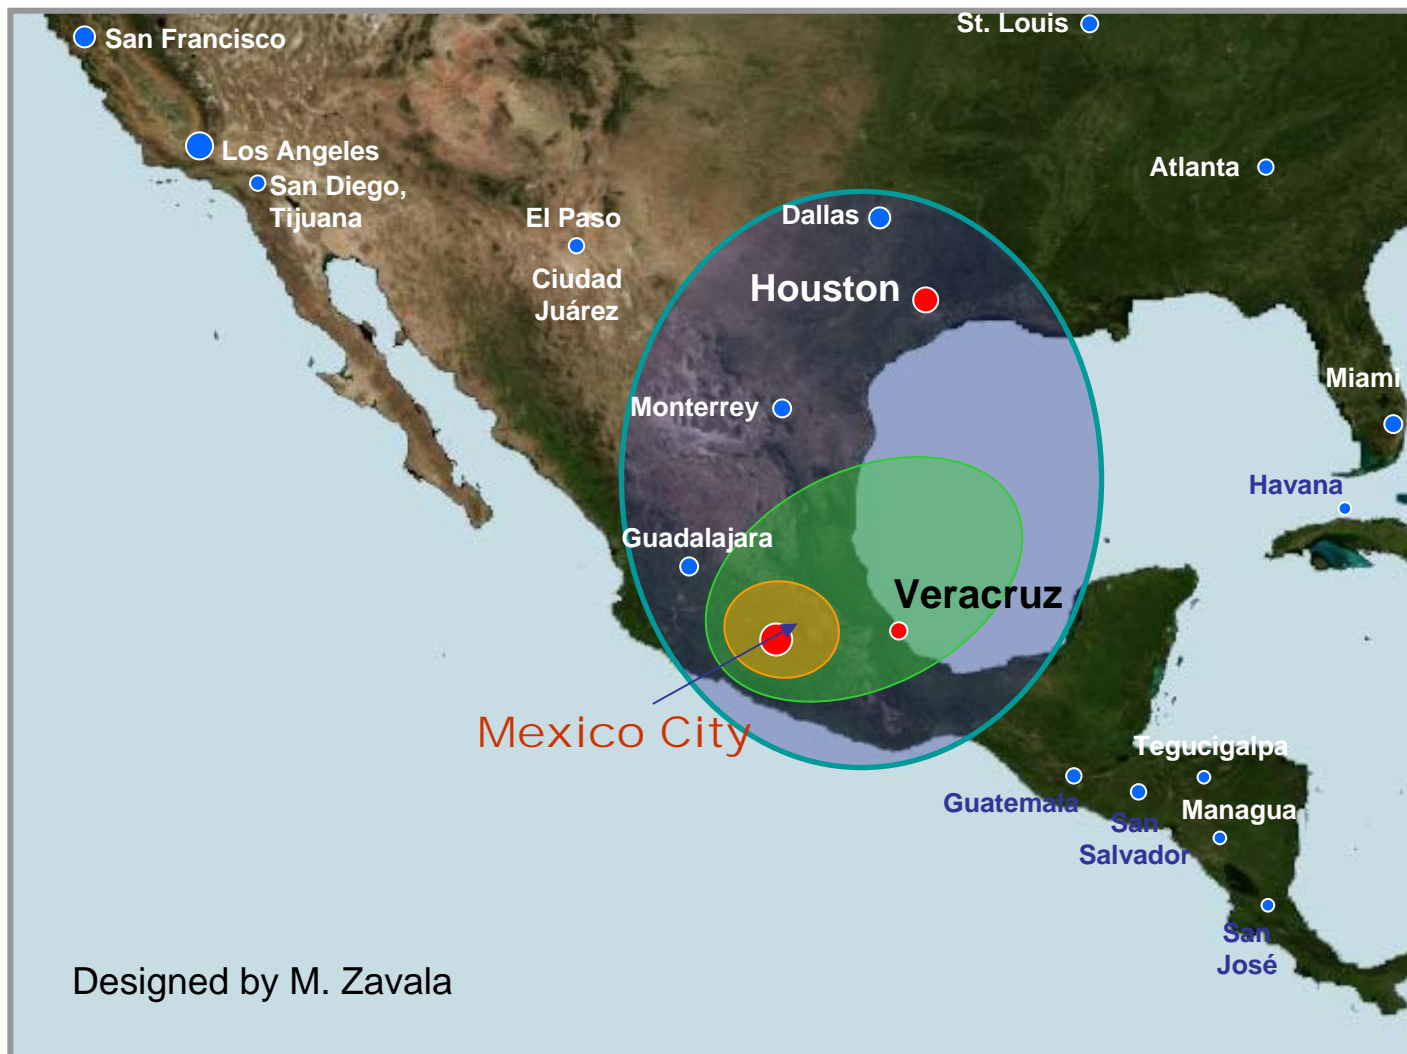 San Francisco
St. Louis
Los Angeles
San Diego,
Tijuana
Atlanta
El Paso
Ciudad
Juárez
Dallas
Houston
Miami
Monterrey
Havana
Guadalajara
Veracruz
Mexico City
Tegucigalpa
Guatemala
Managua
San
Salvador
San
José
Designed by M. Zavala